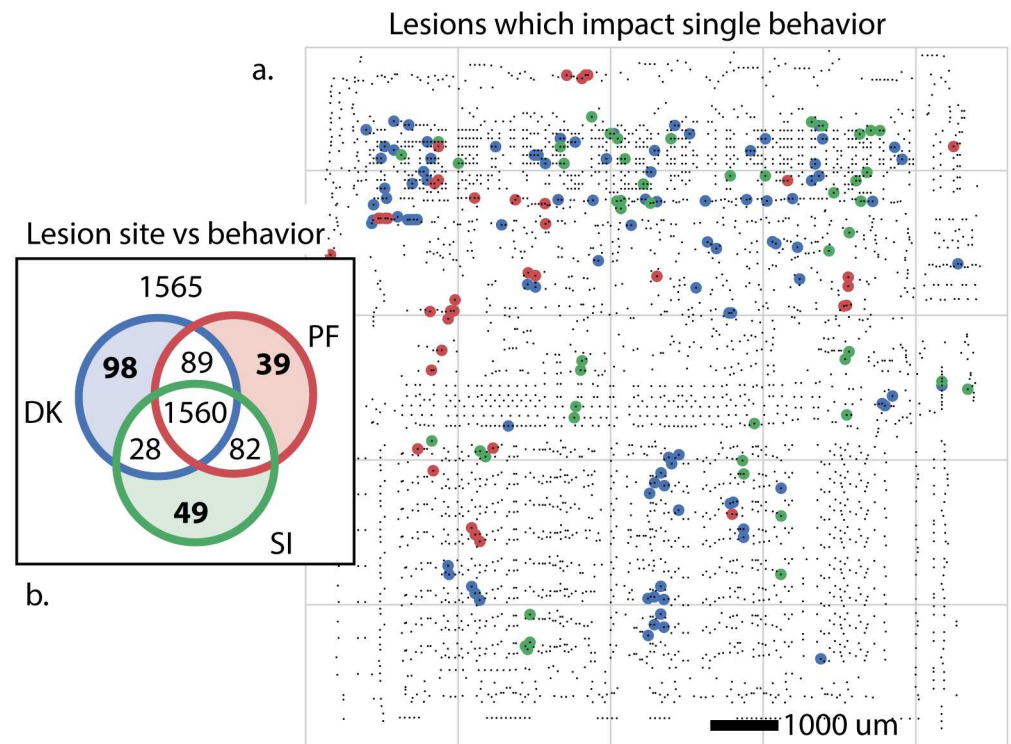 Lesions which impact single behavior
a.
Lesion site vs behavior
1565
PF
98
89
39
DK
1560
28
82
49
SI
b.
1000 um